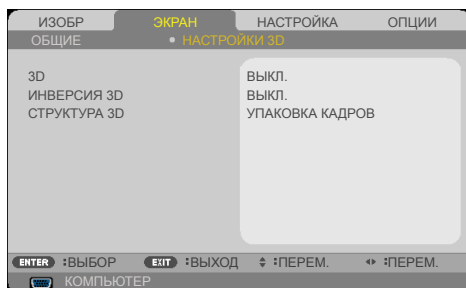 ИЗОБР ЭКРАН НАСТРОЙКА ОПЦИИ
ОБЩИЕ • НАСТРОЙКИ 3D
3D ВЫКЛ.
ИНВЕРСИЯ 3D ВЫКЛ.
СТРУКТУРА 3D УПАКОВКА КАДРОВ
ENTER :ВЫБОР EXIT :ВЫХОД :ПЕРЕМ. :ПЕРЕМ.
КОМПЬЮТЕР